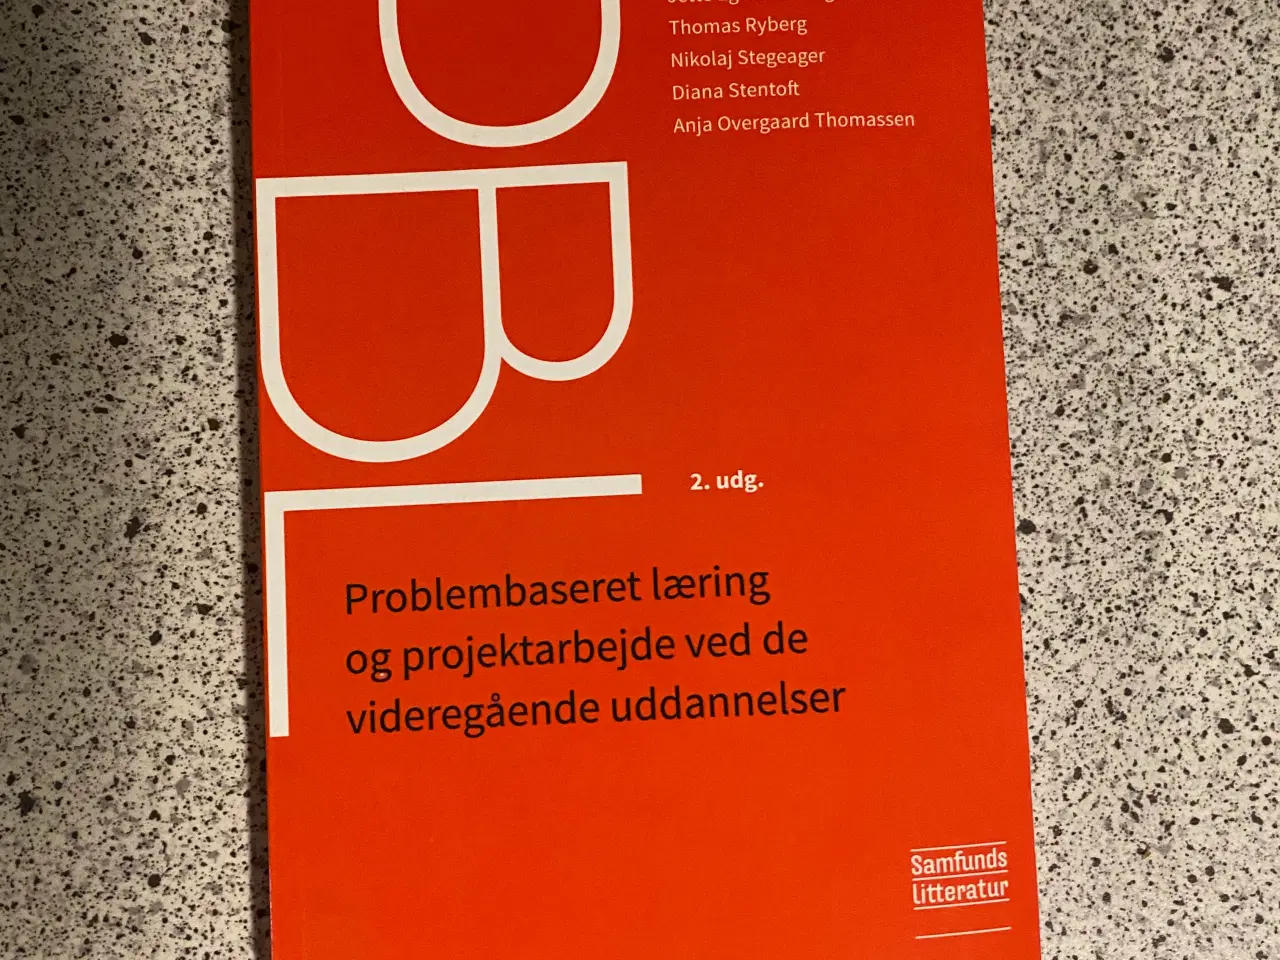 Thomas Ryberg
Nikolaj Stegeager
Diana Stentoft
Anja Overgaard Thomassen
B
L
2. udg.
Problembaseret læring
og projektarbejde ved de
videregående uddannelser
Samfunds
litteratur